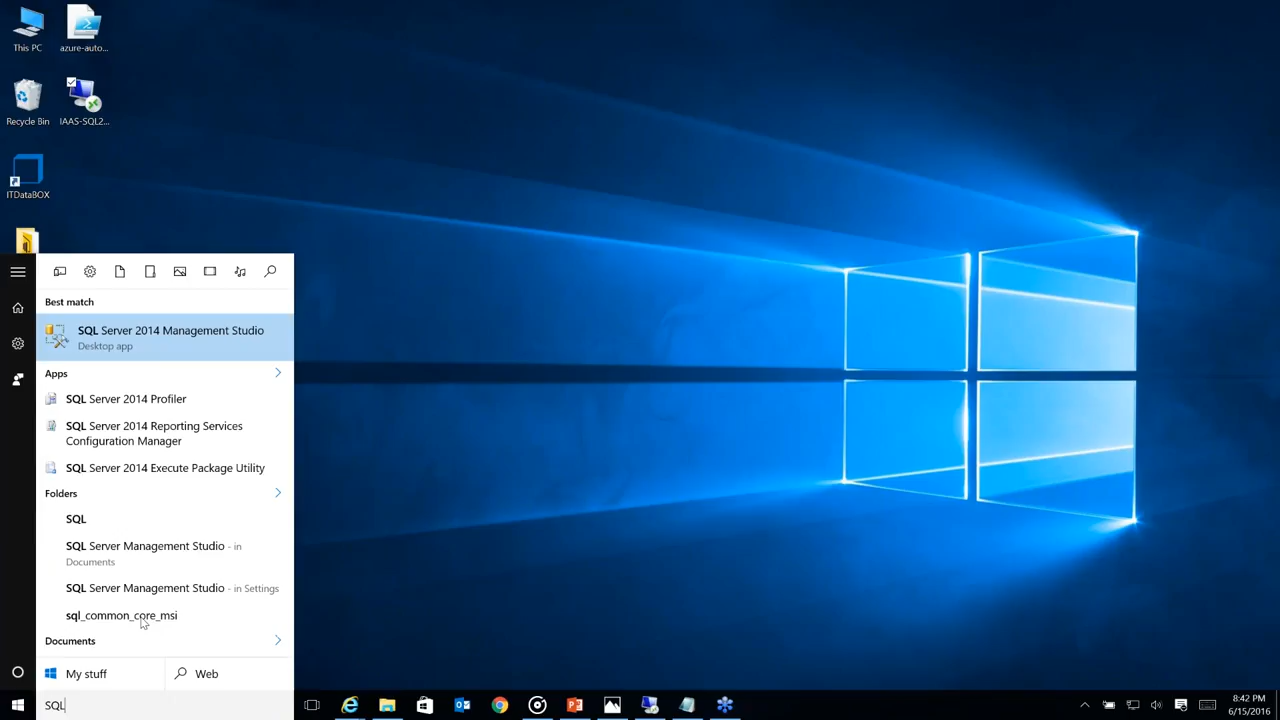 This PC
azure-auto...
Recycle Bin
IAAS-SQL2...
ITDataBOX
Best match
SQL Server 2014 Management Studio
Desktop app
Apps
SQL Server 2014 Profiler
SQL Server 2014 Reporting Services
Configuration Manager
SQL Server 2014 Execute Package Utility
Folders
SQL
SQL Server Management Studio - in
Documents
SQL Server Management Studio - in Settings
sql_common_core_msi
Documents
My stuff
Web
SQL
8:42 PM
6/15/2016